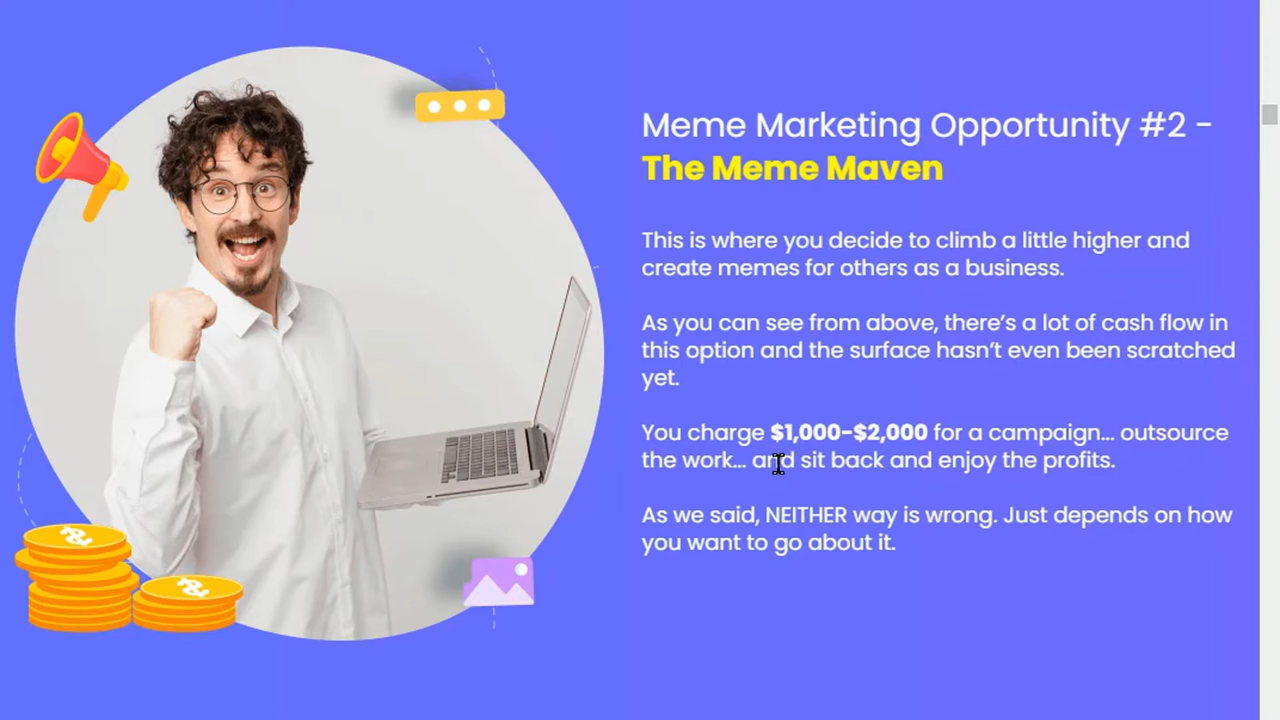 Meme Marketing Opportunity #2 -
The Meme Maven
This is where you decide to climb a little higher and
create memes for others as a business.
As you can see from above, there's a lot of cash flow in
this option and the surface hasn't even been scratched
yet.
You charge $1,000-$2,000 for a campaign... outsource
the work... and sit back and enjoy the profits.
As we said, NEITHER way is wrong. Just depends on how
you want to go about it.